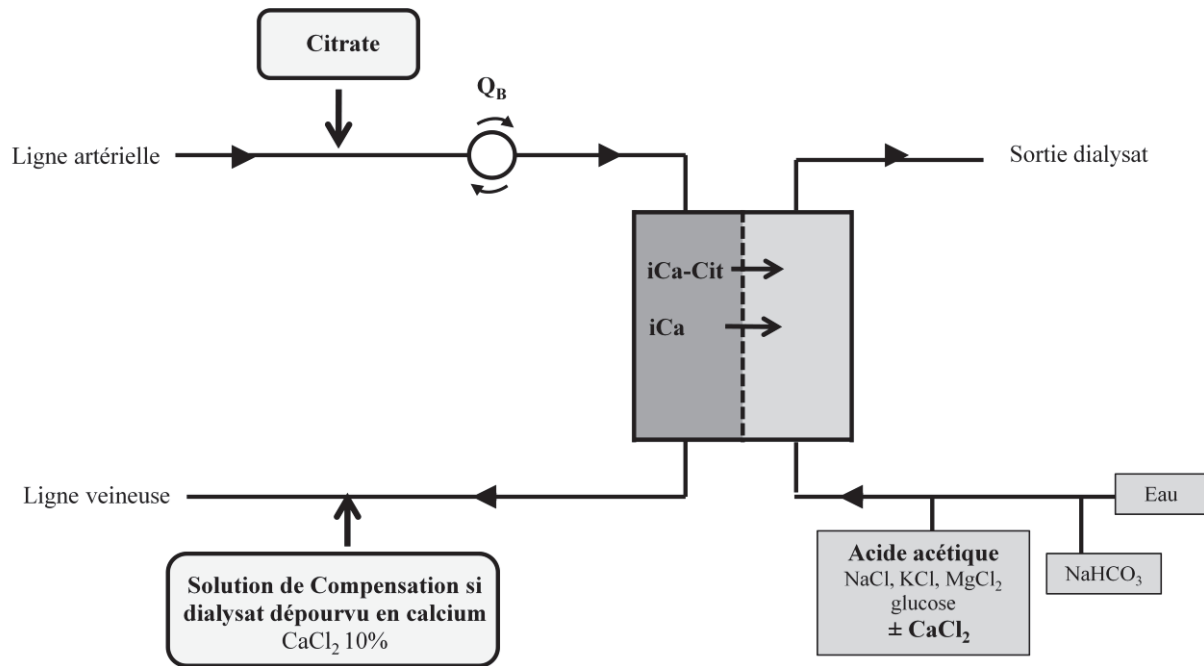 Citrate
Q_B
Ligne artérielle
Sortie dialysat
iCa-Cit
iCa
Ligne veineuse
Eau
Acide acétique
NaCl, KCl, MgCl₂
glucose
± CaCl₂
NaHCO₃
Solution de Compensation si
dialysat dépourvu en calcium
CaCl₂ 10%